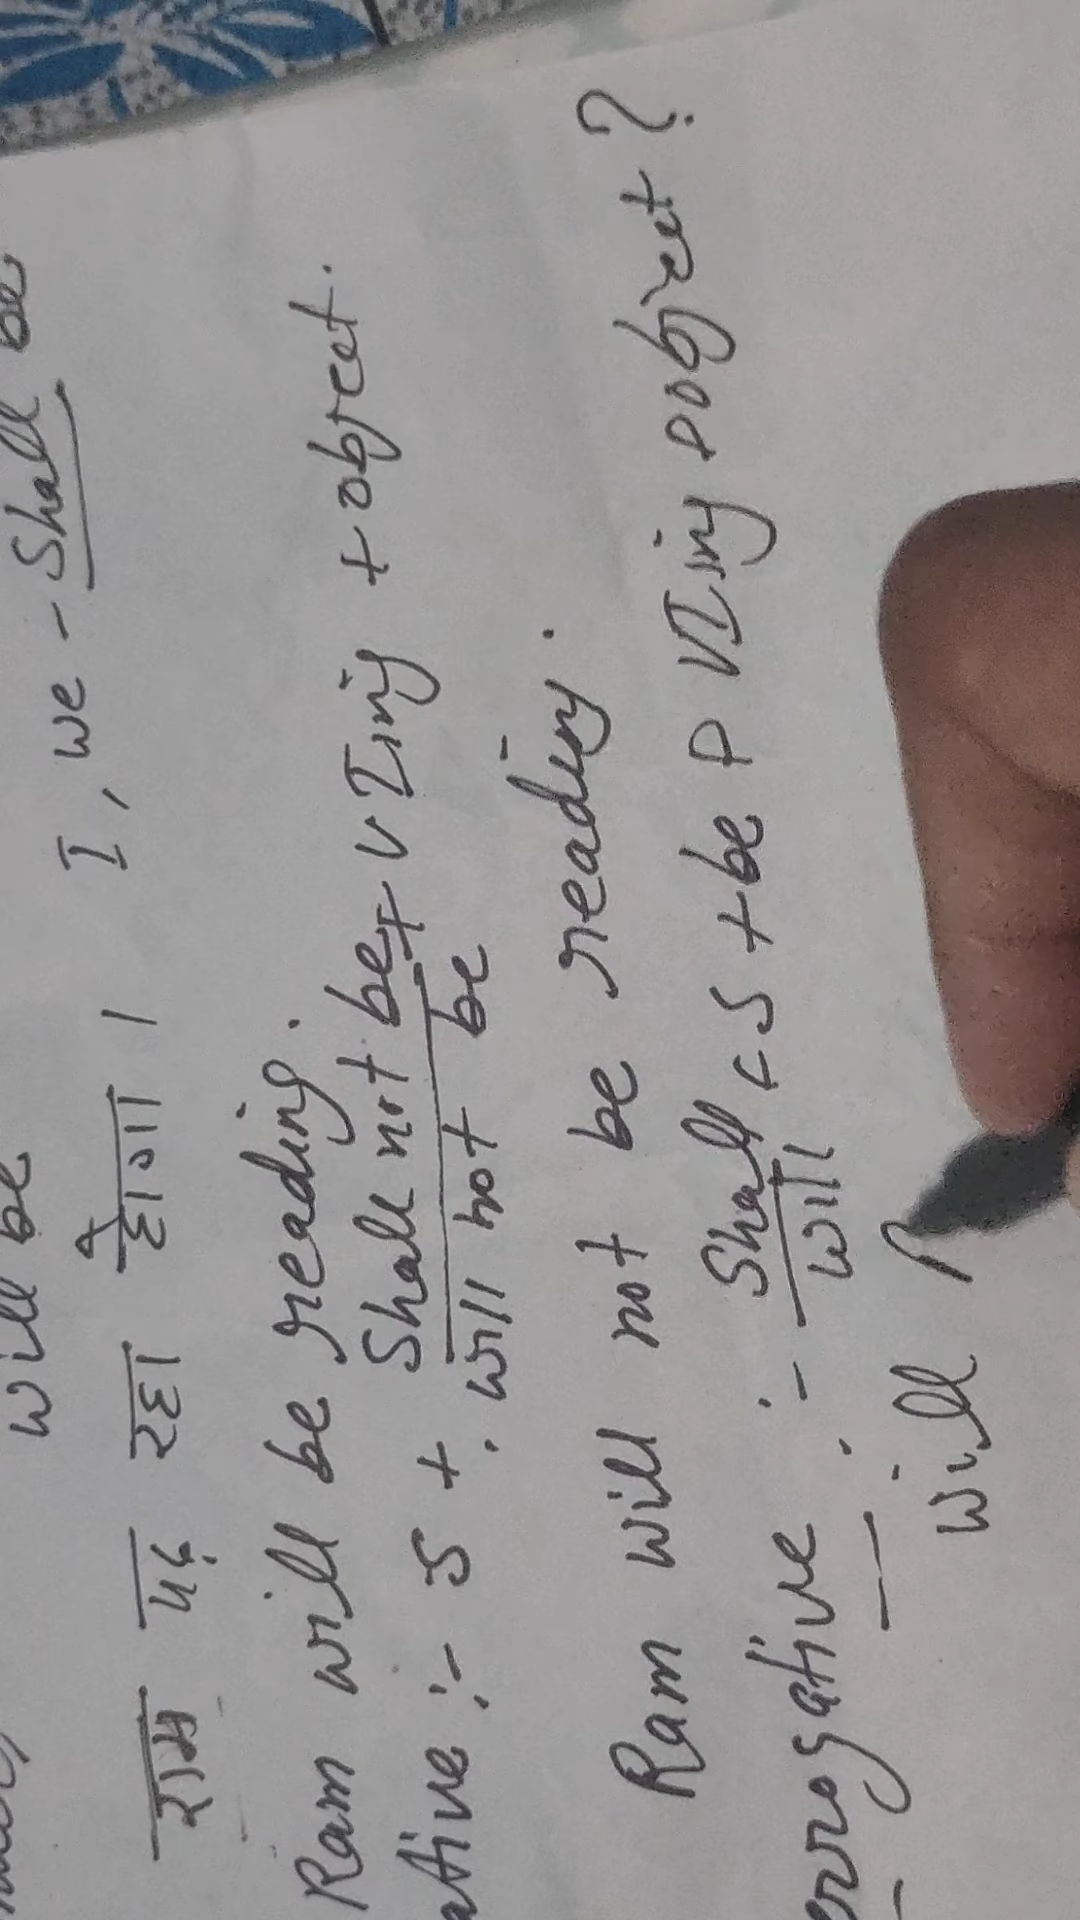 will be I, we - Shall be
राम पढ़ रहा होगा ।
Ram will be reading.
ative :- S + Shall not be + V I ing + object.
will not be
Ram will not be reading.
errogative :- Shall + S + be + V I ing + object ?
will
will